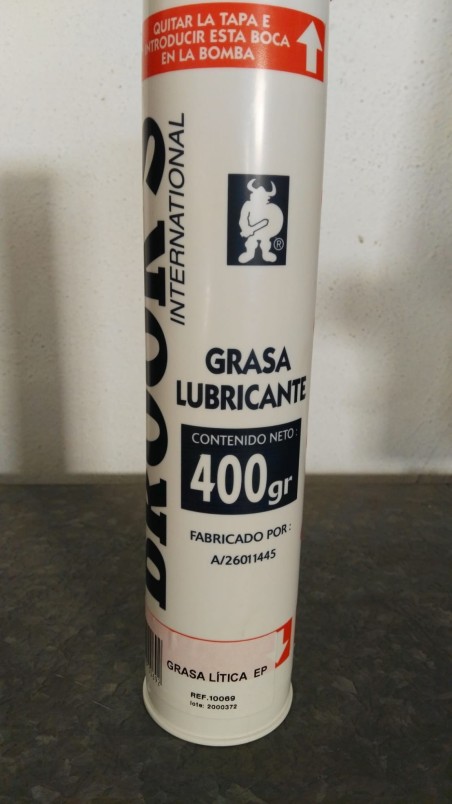 QUITAR LA TAPA E
INTRODUCIR ESTA BOCA
EN LA BOMBA
BROOK'S
INTERNATIONAL
®
GRASA
LUBRICANTE
CONTENIDO NETO :
400gr
FABRICADO POR :
A/26011445
GRASA LÍTICA EP
REF.10069
lote: 2000372